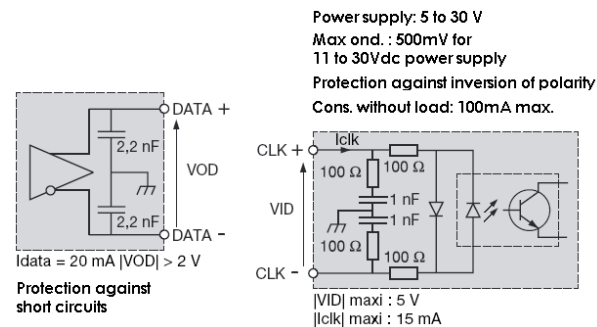 Power supply: 5 to 30 V
Max ond. : 500mV for
11 to 30Vdc power supply
Protection against inversion of polarity
Cons. without load: 100mA max.
DATA +
2,2 nF
VOD
2,2 nF
DATA -
Idata = 20 mA |VOD| > 2 V
Protection against
short circuits
CLK +
Iclk
100 Ω
100 Ω
1 nF
VID
1 nF
100 Ω
100 Ω
CLK -
|VID| maxi : 5 V
|Iclk| maxi : 15 mA